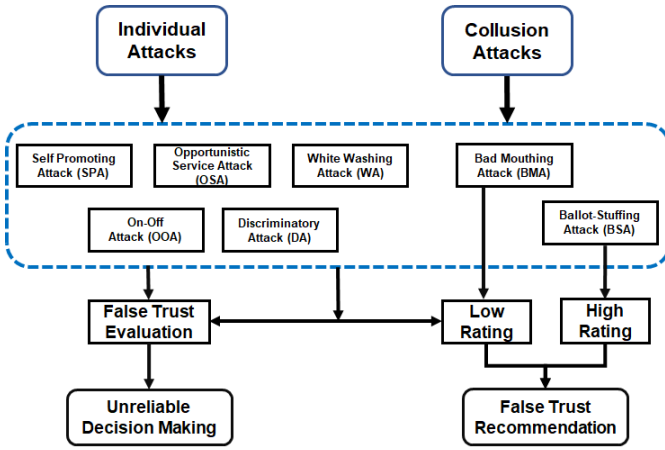 Individual
Attacks
Collusion
Attacks
Self Promoting
Attack (SPA)
Opportunistic
Service Attack
(OSA)
White Washing
Attack (WA)
Bad Mouthing
Attack (BMA)
On-Off
Attack (OOA)
Discriminatory
Attack (DA)
Ballot-Stuffing
Attack (BSA)
False Trust
Evaluation
Low
Rating
High
Rating
Unreliable
Decision Making
False Trust
Recommendation